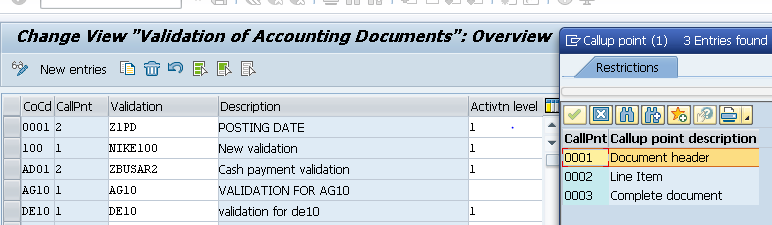 Change View "Validation of Accounting Documents": Overview
New entries
CoCd CallPnt Validation Description Activtn level
0001 2 Z1PD POSTING DATE 1
100 1 NIKE100 New validation 1
AD01 2 ZBUSAR2 Cash payment validation 1
AG10 1 AG10 VALIDATION FOR AG10 1
DE10 1 DE10 validation for de10 1
Callup point (1) 3 Entries found
Restrictions
CallPnt Callup point description
0001 Document header
0002 Line Item
0003 Complete document